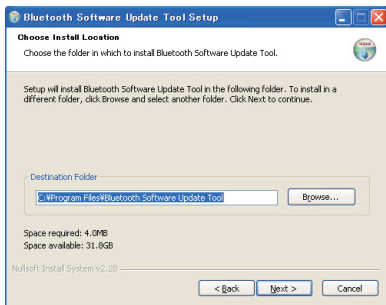 Bluetooth Software Update Tool Setup
Choose Install Location
Choose the folder in which to install Bluetooth Software Update Tool.
Setup will install Bluetooth Software Update Tool in the following folder. To install in a
different folder, click Browse and select another folder. Click Next to continue.
Destination Folder
C:¥Program Files¥Bluetooth Software Update Tool
Browse...
Space required: 4.0MB
Space available: 31.8GB
Nullsoft Install System v2.28
< Back Next > Cancel